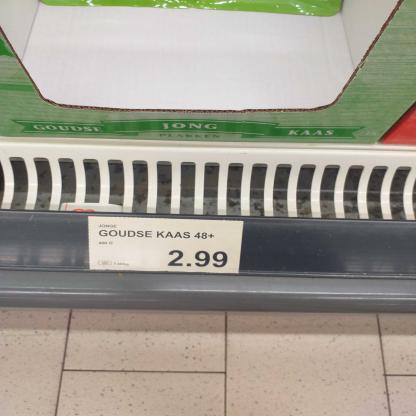 GOUDSE
JONG
PLAKKEN
KAAS
JONGE
GOUDSE KAAS 48+
2.99